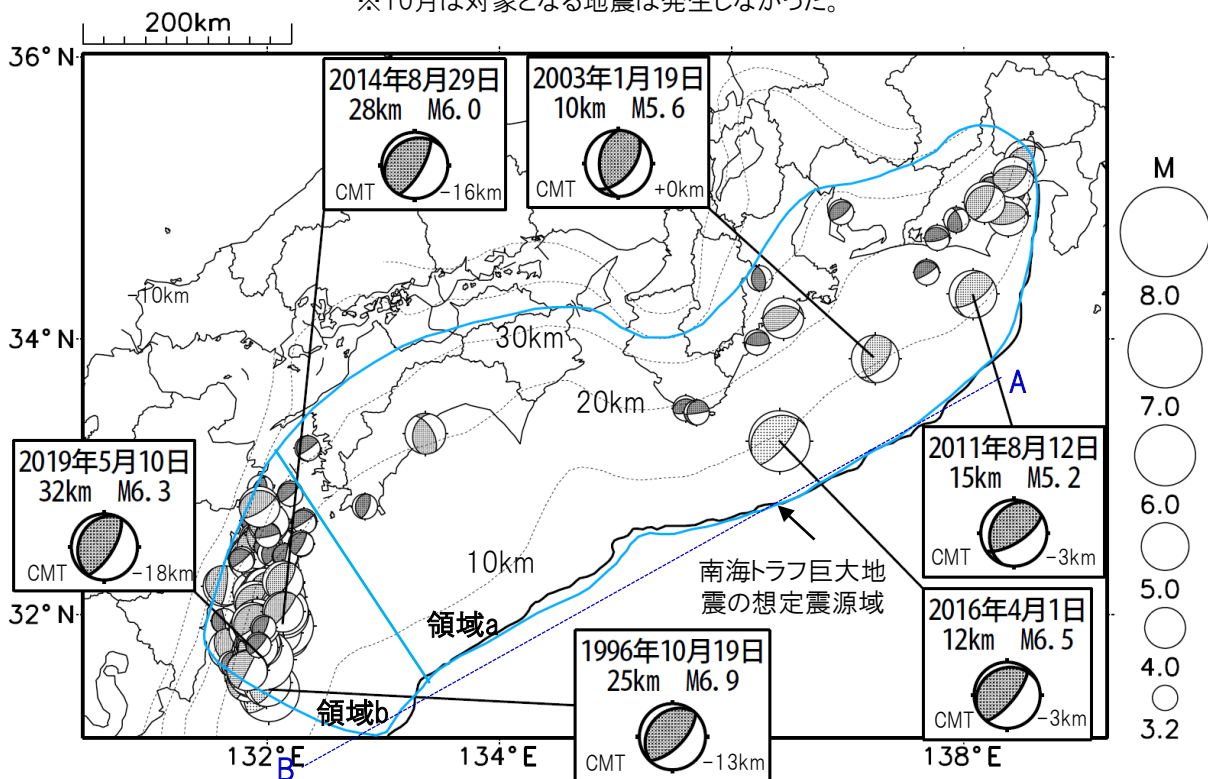 ※10月は対象となる地震は発生しなかった。
200km
36°N
34°N
32°N
132°E
134°E
138°E
2014年8月29日
28km M6.0
CMT
-16km
2003年1月19日
10km M5.6
CMT
+0km
10km
30km
20km
10km
A
2019年5月10日
32km M6.3
CMT
-18km
2011年8月12日
15km M5.2
CMT
-3km
南海トラフ巨大地
震の想定震源域
領域a
領域b
2016年4月1日
12km M6.5
CMT
-3km
1996年10月19日
25km M6.9
CMT
-13km
B
M
8.0
7.0
6.0
5.0
4.0
3.2